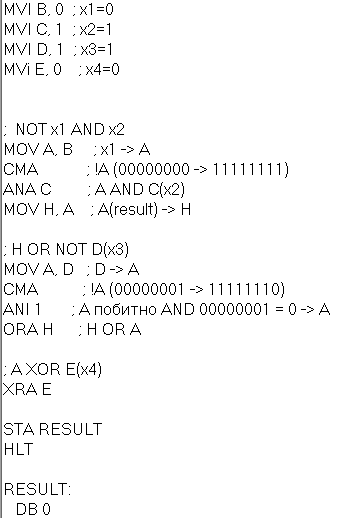 MVI B, 0 ; x1=0
MVI C, 1 ; x2=1
MVI D, 1 ; x3=1
MVi E, 0 ; x4=0
; NOT x1 AND x2
MOV A, B ; x1 -> A
CMA ; !A (00000000 -> 11111111)
ANA C ; A AND C(x2)
MOV H, A ; A(result) -> H
; H OR NOT D(x3)
MOV A, D ; D -> A
CMA ; !A (00000001 -> 11111110)
ANI 1 ; A побитно AND 00000001 = 0 -> A
ORA H ; H OR A
; A XOR E(x4)
XRA E
STA RESULT
HLT
RESULT:
DB 0